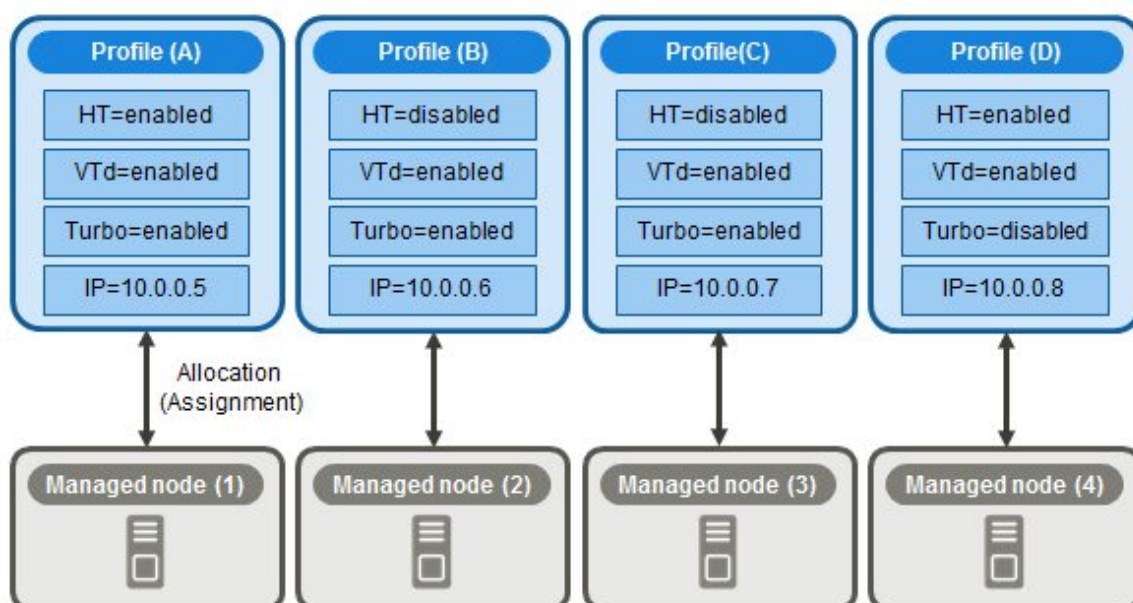 Profile (A)
HT=enabled
VTd=enabled
Turbo=enabled
IP=10.0.0.5
Profile (B)
HT=disabled
VTd=enabled
Turbo=enabled
IP=10.0.0.6
Profile(C)
HT=disabled
VTd=enabled
Turbo=enabled
IP=10.0.0.7
Profile (D)
HT=enabled
VTd=enabled
Turbo=disabled
IP=10.0.0.8
Allocation
(Assignment)
Managed node (1)
Managed node (2)
Managed node (3)
Managed node (4)